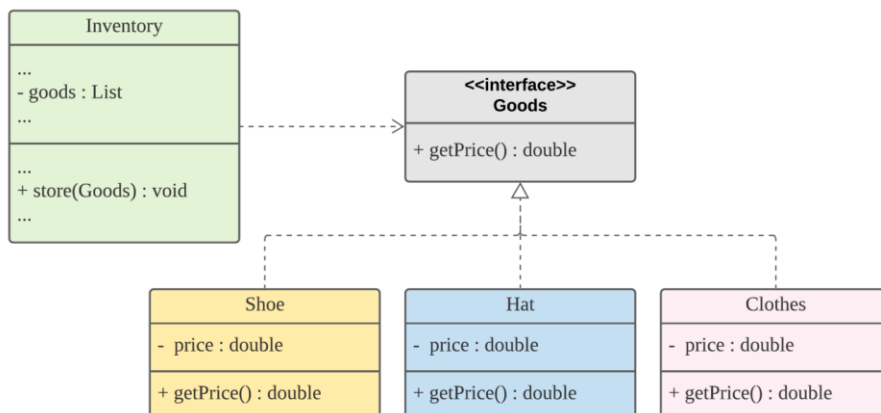 Inventory
...
- goods : List
...
...
+ store(Goods) : void
...
<<interface>>
Goods
+ getPrice() : double
Shoe
- price : double
+ getPrice() : double
Hat
- price : double
+ getPrice() : double
Clothes
- price : double
+ getPrice() : double